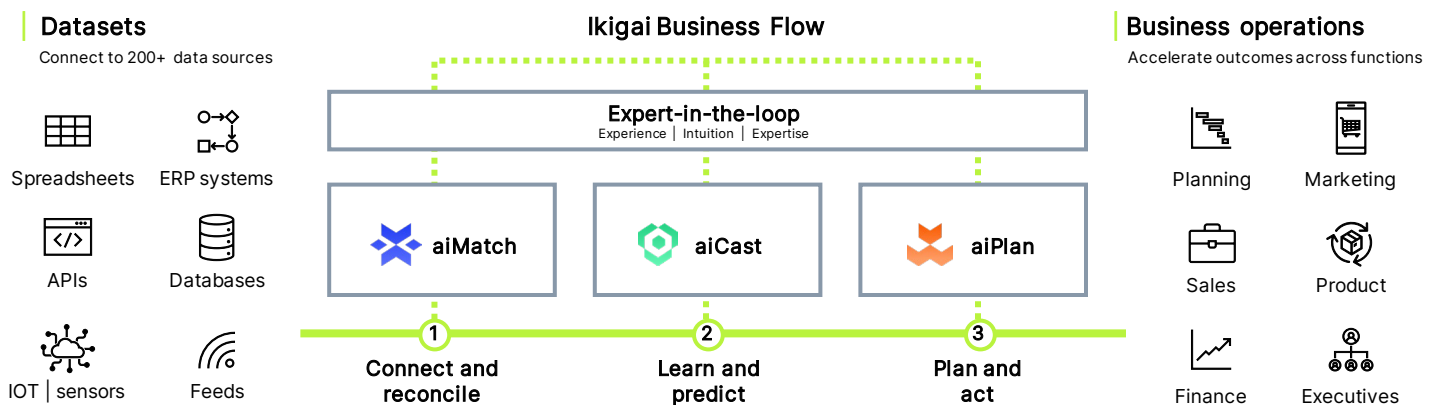 Datasets
Connect to 200+ data sources
Spreadsheets
ERP systems
APIs
Databases
IOT | sensors
Feeds
Ikigai Business Flow
Expert-in-the-loop
Experience | Intuition | Expertise
aiMatch
aiCast
aiPlan
1
2
3
Connect and
reconcile
Learn and
predict
Plan and
act
Business operations
Accelerate outcomes across functions
Planning
Marketing
Sales
Product
Finance
Executives